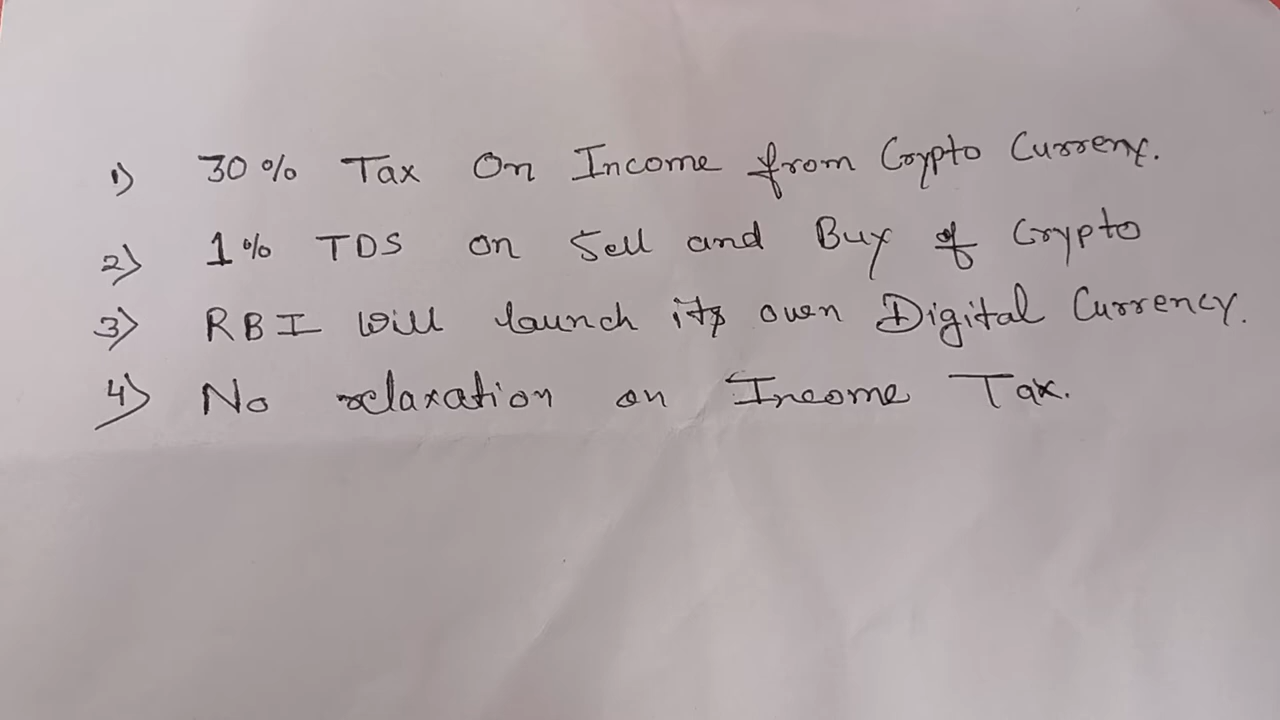 1) 30% Tax On Income from Crypto Curreny.
2) 1% TDS on Sell and Buy of Crypto
3) RBI will launch its own Digital Currency.
4) No relaxation on Income Tax.